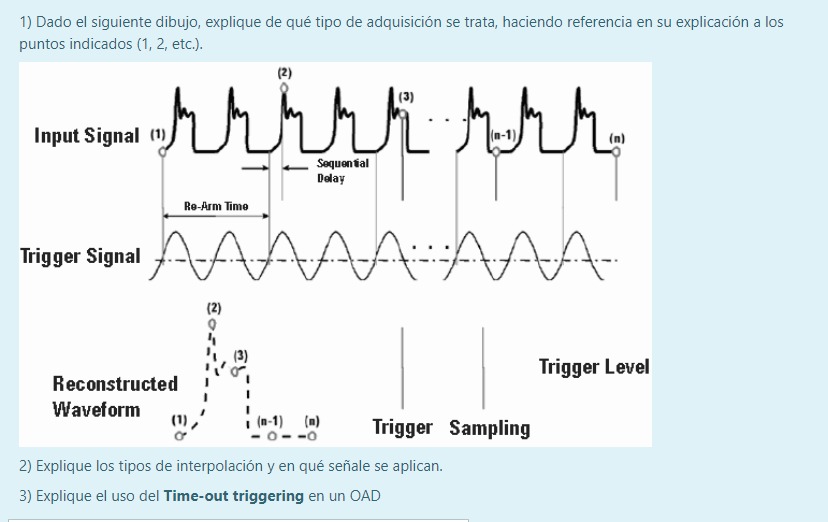 1) Dado el siguiente dibujo, explique de qué tipo de adquisición se trata, haciendo referencia en su explicación a los
puntos indicados (1, 2, etc.).
(2)
(3)
Input Signal (1)
(n-1)
(n)
Sequential
Delay
Re-Arm Time
Trigger Signal
(2)
(3)
Trigger Level
Reconstructed
Waveform
(1)
(n-1) (n)
Trigger Sampling
2) Explique los tipos de interpolación y en qué señale se aplican.
3) Explique el uso del Time-out triggering en un OAD